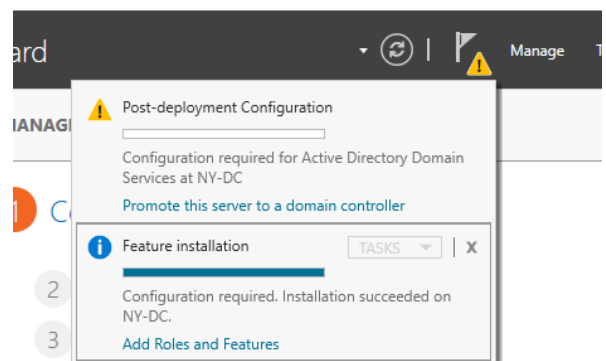 ard
Manage
T
Post-deployment Configuration
IANAGI
Configuration required for Active Directory Domain
Services at NY-DC
Promote this server to a domain controller
1 Co
Feature installation
TASKS
X
2
Configuration required. Installation succeeded on
NY-DC.
3
Add Roles and Features